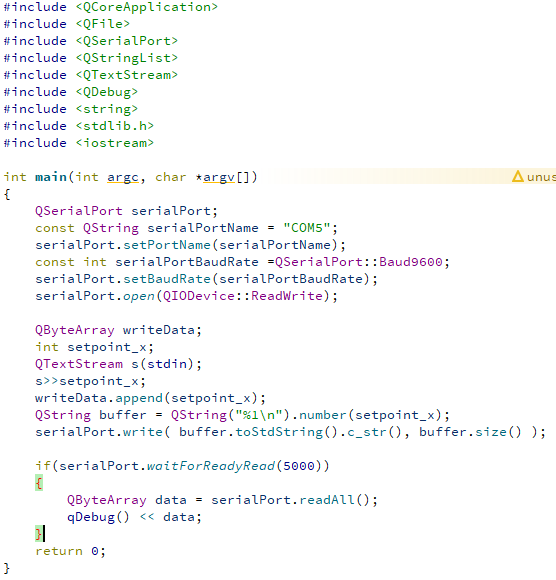 #include <QCoreApplication>
#include <QFile>
#include <QSerialPort>
#include <QStringList>
#include <QTextStream>
#include <QDebug>
#include <string>
#include <stdlib.h>
#include <iostream>

int main(int argc, char *argv[]) unus
{
    QSerialPort serialPort;
    const QString serialPortName = "COM5";
    serialPort.setPortName(serialPortName);
    const int serialPortBaudRate =QSerialPort::Baud9600;
    serialPort.setBaudRate(serialPortBaudRate);
    serialPort.open(QIODevice::ReadWrite);

    QByteArray writeData;
    int setpoint_x;
    QTextStream s(stdin);
    s>>setpoint_x;
    writeData.append(setpoint_x);
    QString buffer = QString("%1\n").number(setpoint_x);
    serialPort.write( buffer.toStdString().c_str(), buffer.size() );

    if(serialPort.waitForReadyRead(5000))
    {
        QByteArray data = serialPort.readAll();
        qDebug() << data;
    }
    return 0;
}